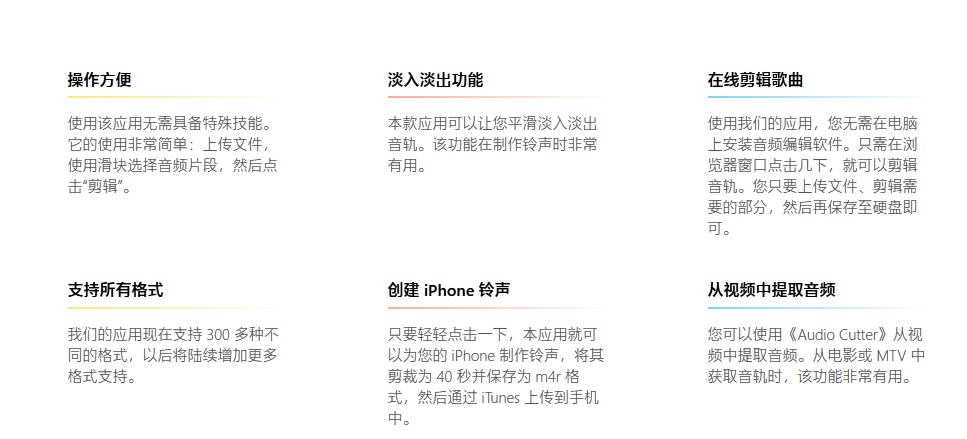 操作方便
使用该应用无需具备特殊技能。
它的使用非常简单：上传文件，
使用滑块选择音频片段，然后点
击“剪辑”。
淡入淡出功能
本款应用可以让您平滑淡入淡出
音轨。该功能在制作铃声时非常
有用。
在线剪辑歌曲
使用我们的应用，您无需在电脑
上安装音频编辑软件。只需在浏
览器窗口点击几下，就可以剪辑
音轨。您只要上传文件、剪辑需
要的部分，然后再保存至硬盘即
可。
支持所有格式
我们的应用现在支持 300 多种不
同的格式，以后将陆续增加更多
格式支持。
创建 iPhone 铃声
只要轻轻点击一下，本应用就可
以为您的 iPhone 制作铃声，将其
剪裁为 40 秒并保存为 m4r 格
式，然后通过 iTunes 上传到手机
中。
从视频中提取音频
您可以使用《Audio Cutter》从视
频中提取音频。从电影或 MTV 中
获取音轨时，该功能非常有用。